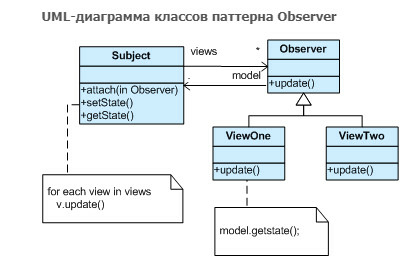 UML-диаграмма классов паттерна Observer
Subject
views
*
Observer
model
+attach(in Observer)
+setState()
+getState()
+update()
ViewOne
ViewTwo
+update()
+update()
for each view in views
v.update()
model.getstate();